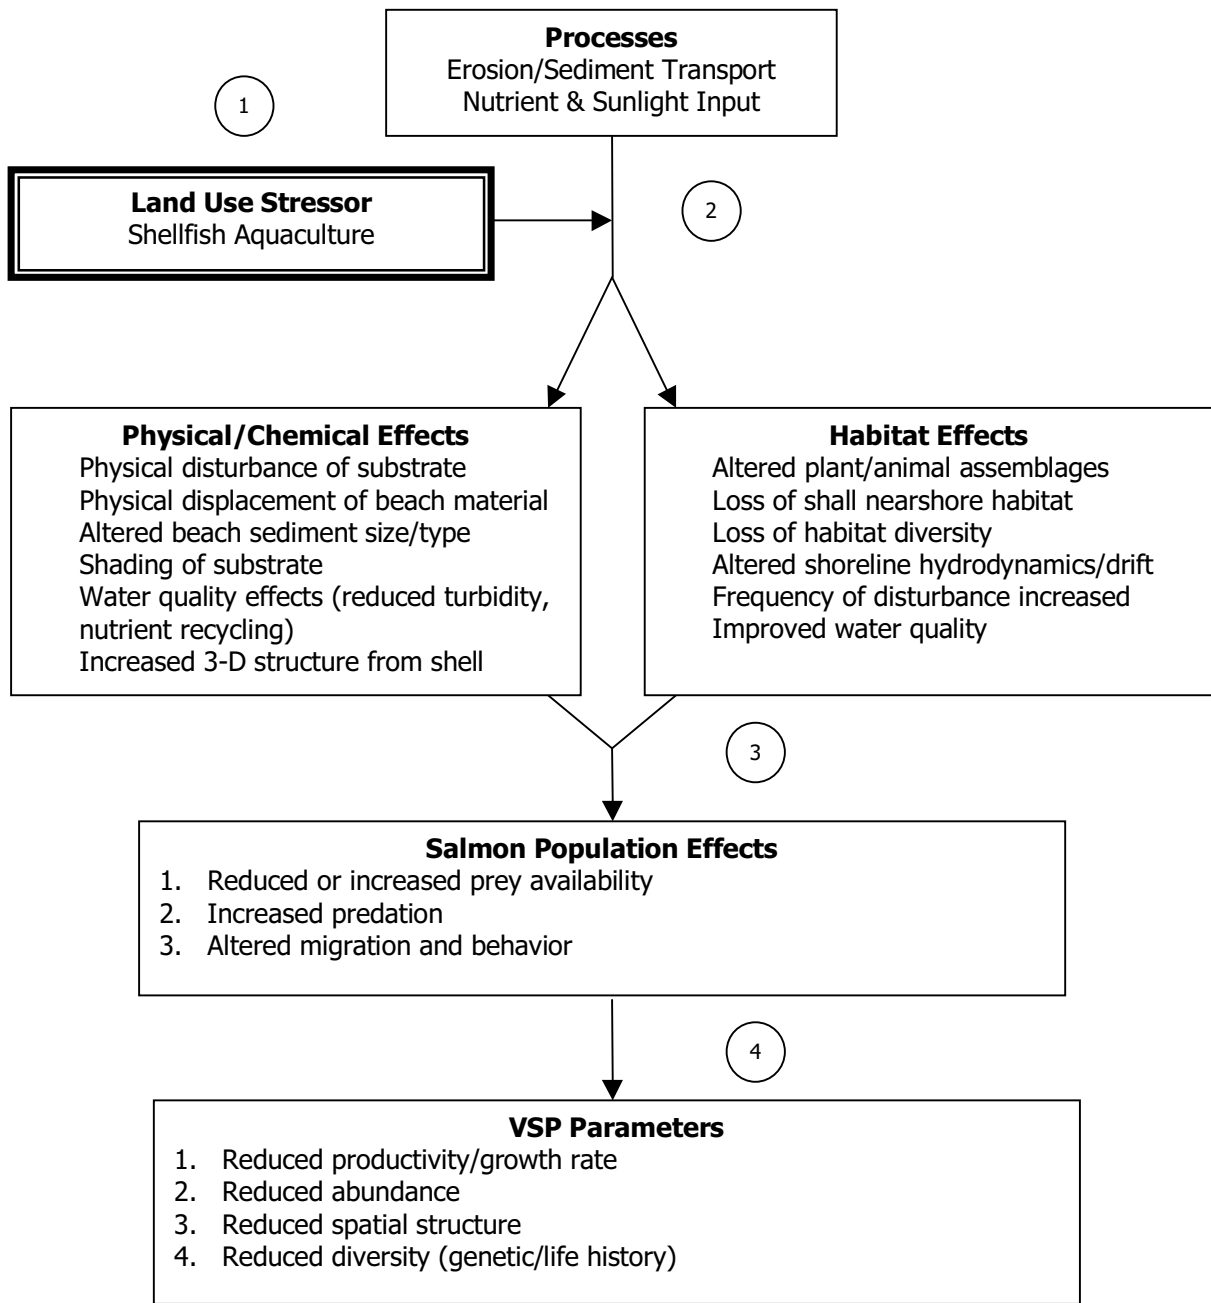 Processes
Erosion/Sediment Transport
Nutrient & Sunlight Input
1
Land Use Stressor
Shellfish Aquaculture
2
Physical/Chemical Effects
Physical disturbance of substrate
Physical displacement of beach material
Altered beach sediment size/type
Shading of substrate
Water quality effects (reduced turbidity,
nutrient recycling)
Increased 3-D structure from shell
Habitat Effects
Altered plant/animal assemblages
Loss of shall nearshore habitat
Loss of habitat diversity
Altered shoreline hydrodynamics/drift
Frequency of disturbance increased
Improved water quality
3
Salmon Population Effects
1. Reduced or increased prey availability
2. Increased predation
3. Altered migration and behavior
4
VSP Parameters
1. Reduced productivity/growth rate
2. Reduced abundance
3. Reduced spatial structure
4. Reduced diversity (genetic/life history)